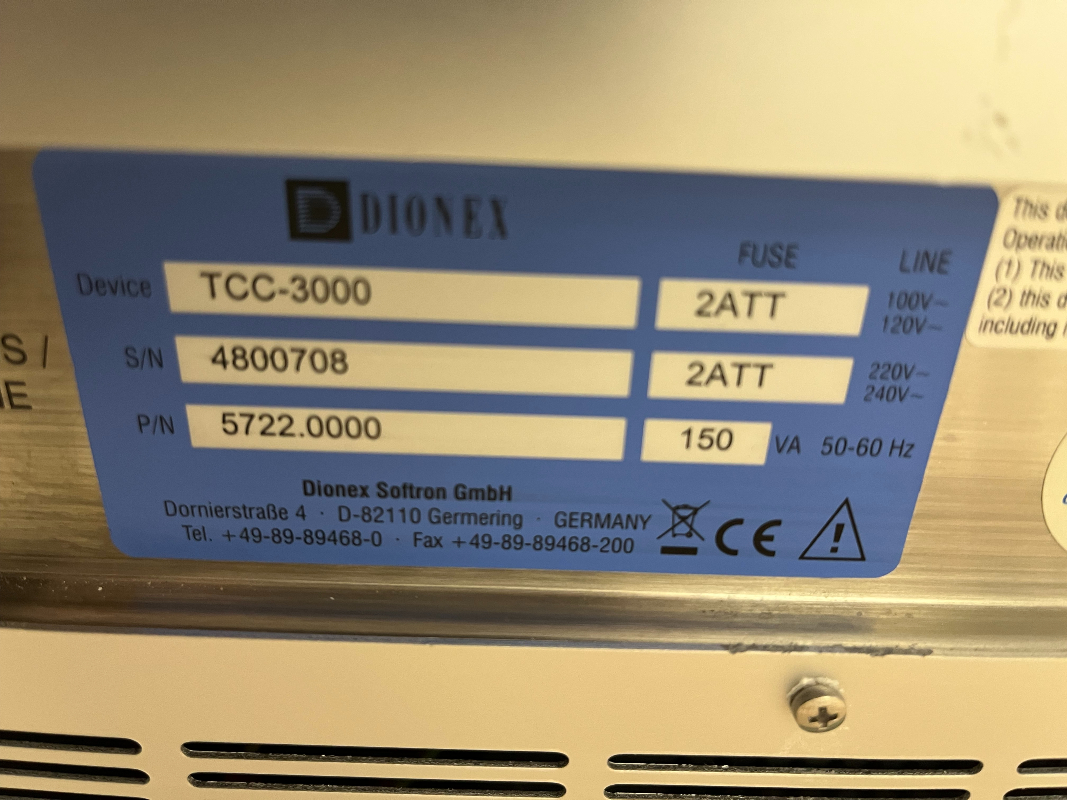 DIONEX
FUSE LINE
Device TCC-3000 2ATT 100V~
120V~
S/N 4800708 2ATT 220V~
240V~
P/N 5722.0000 150 VA 50-60 Hz
Dionex Softron GmbH
Dornierstraße 4 · D-82110 Germering · GERMANY
Tel. +49-89-89468-0 · Fax +49-89-89468-200
CE
S /
This
(1) This
(2) this
including